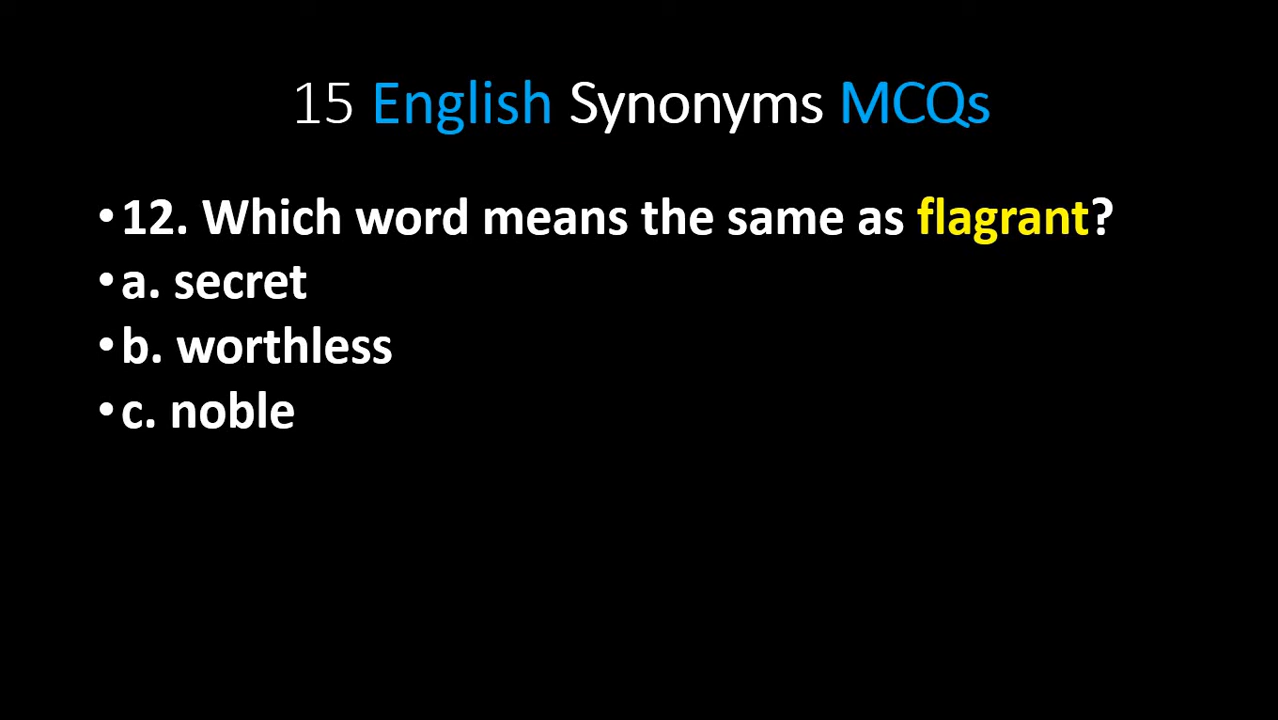 15 English Synonyms MCQs
•12. Which word means the same as flagrant?
•a. secret
•b. worthless
•c. noble